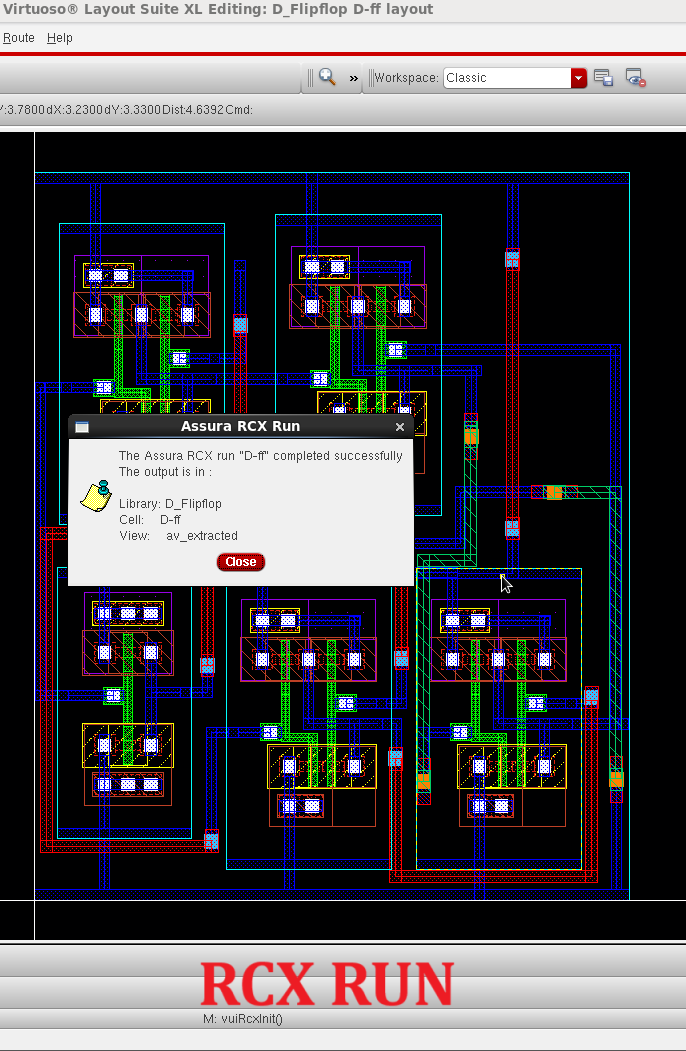 Virtuoso® Layout Suite XL Editing: D_Flipflop D-ff layout
Route Help
» Workspace: Classic
Y:3.7800dX:3.2300dY:3.3300Dist:4.6392Cmd:
Assura RCX Run
The Assura RCX run "D-ff" completed successfully
The output is in :
Library: D_Flipflop
Cell: D-ff
View: av_extracted
Close
RCX RUN
M: vuiRcxInit()